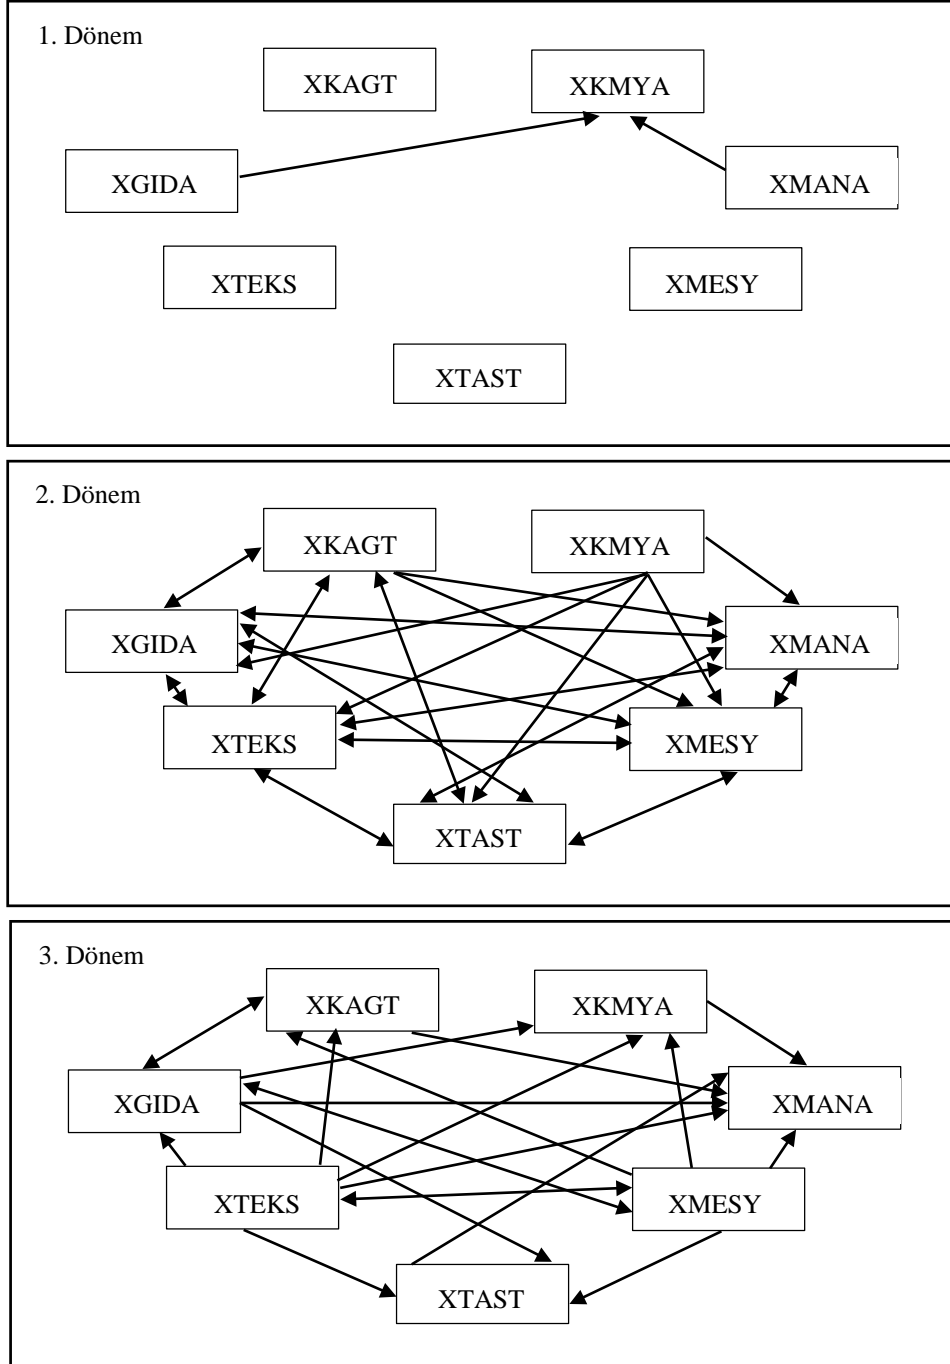 1. Dönem
XKAGT
XKMYA
XGIDA
XMANA
XTEKS
XMESY
XTAST
2. Dönem
XKAGT
XKMYA
XGIDA
XMANA
XTEKS
XMESY
XTAST
3. Dönem
XKAGT
XKMYA
XGIDA
XMANA
XTEKS
XMESY
XTAST